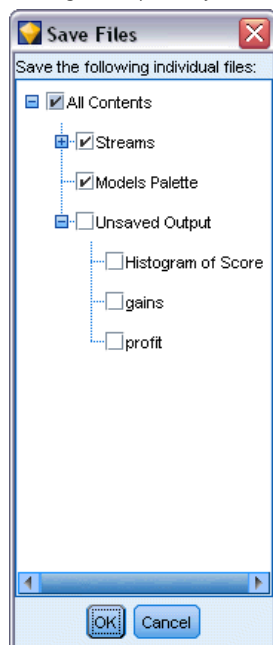 Save Files
Save the following individual files:
All Contents
Streams
Models Palette
Unsaved Output
Histogram of Score
gains
profit
OK Cancel